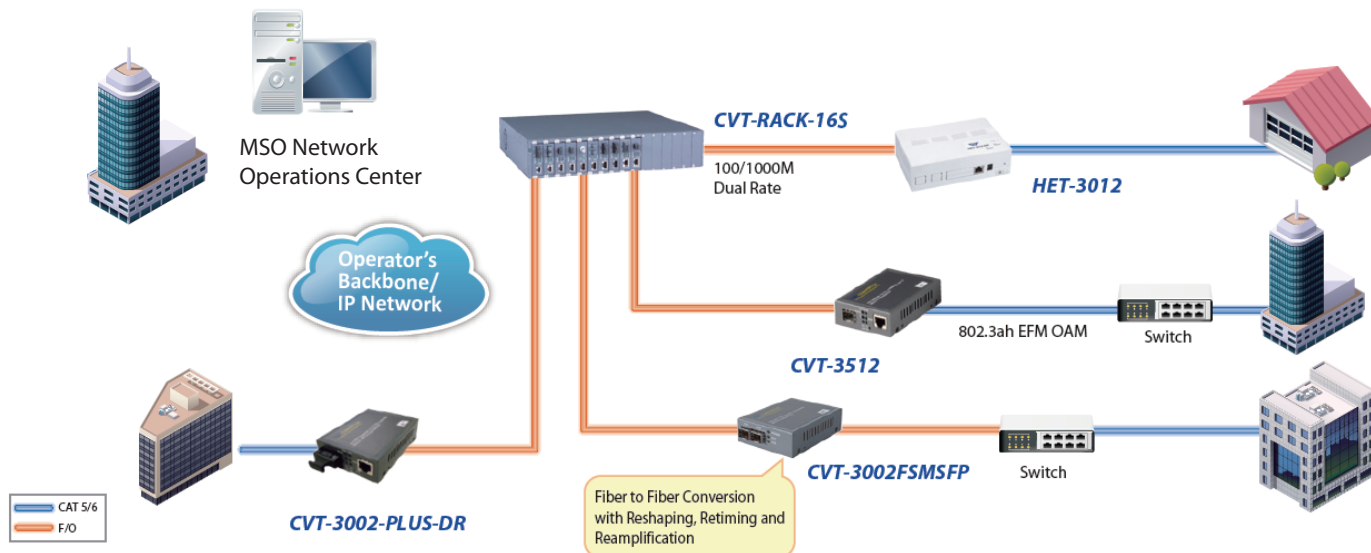 MSO Network
Operations Center
CVT-RACK-16S
100/1000M
Dual Rate
HET-3012
Operator's
Backbone/
IP Network
802.3ah EFM OAM
Switch
CVT-3512
CVT-3002FSMSFP
Switch
Fiber to Fiber Conversion
with Reshaping, Retiming and
Reamplification
CVT-3002-PLUS-DR
CAT 5/6
F/O